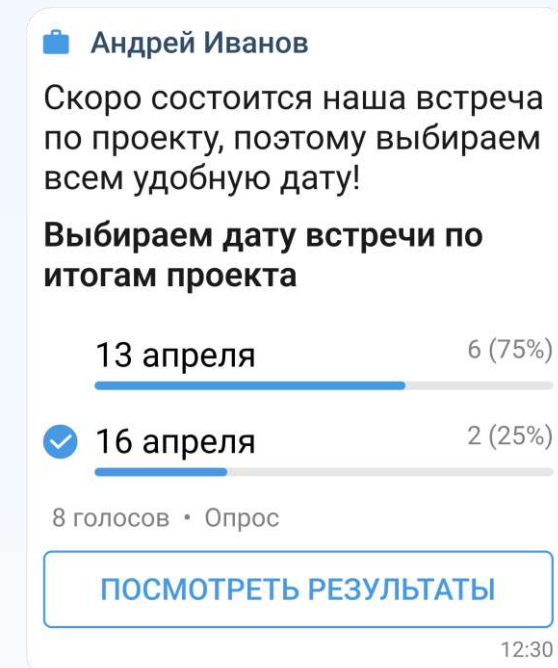 Андрей Иванов
Скоро состоится наша встреча
по проекту, поэтому выбираем
всем удобную дату!
Выбираем дату встречи по
итогам проекта
13 апреля 6 (75%)
16 апреля 2 (25%)
8 голосов • Опрос
ПОСМОТРЕТЬ РЕЗУЛЬТАТЫ
12:30